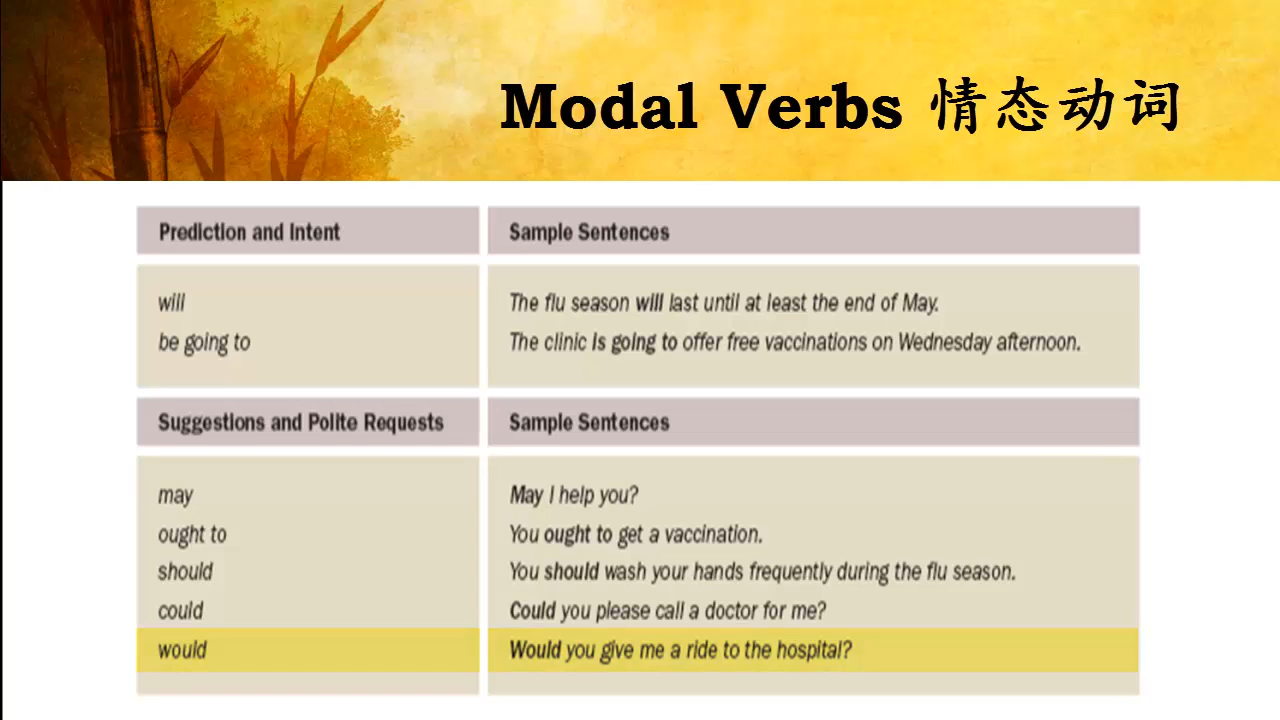 Modal Verbs 情态动词
Prediction and Intent
Sample Sentences
will
The flu season will last until at least the end of May.
be going to
The clinic is going to offer free vaccinations on Wednesday afternoon.
Suggestions and Polite Requests
Sample Sentences
may
May I help you?
ought to
You ought to get a vaccination.
should
You should wash your hands frequently during the flu season.
could
Could you please call a doctor for me?
would
Would you give me a ride to the hospital?